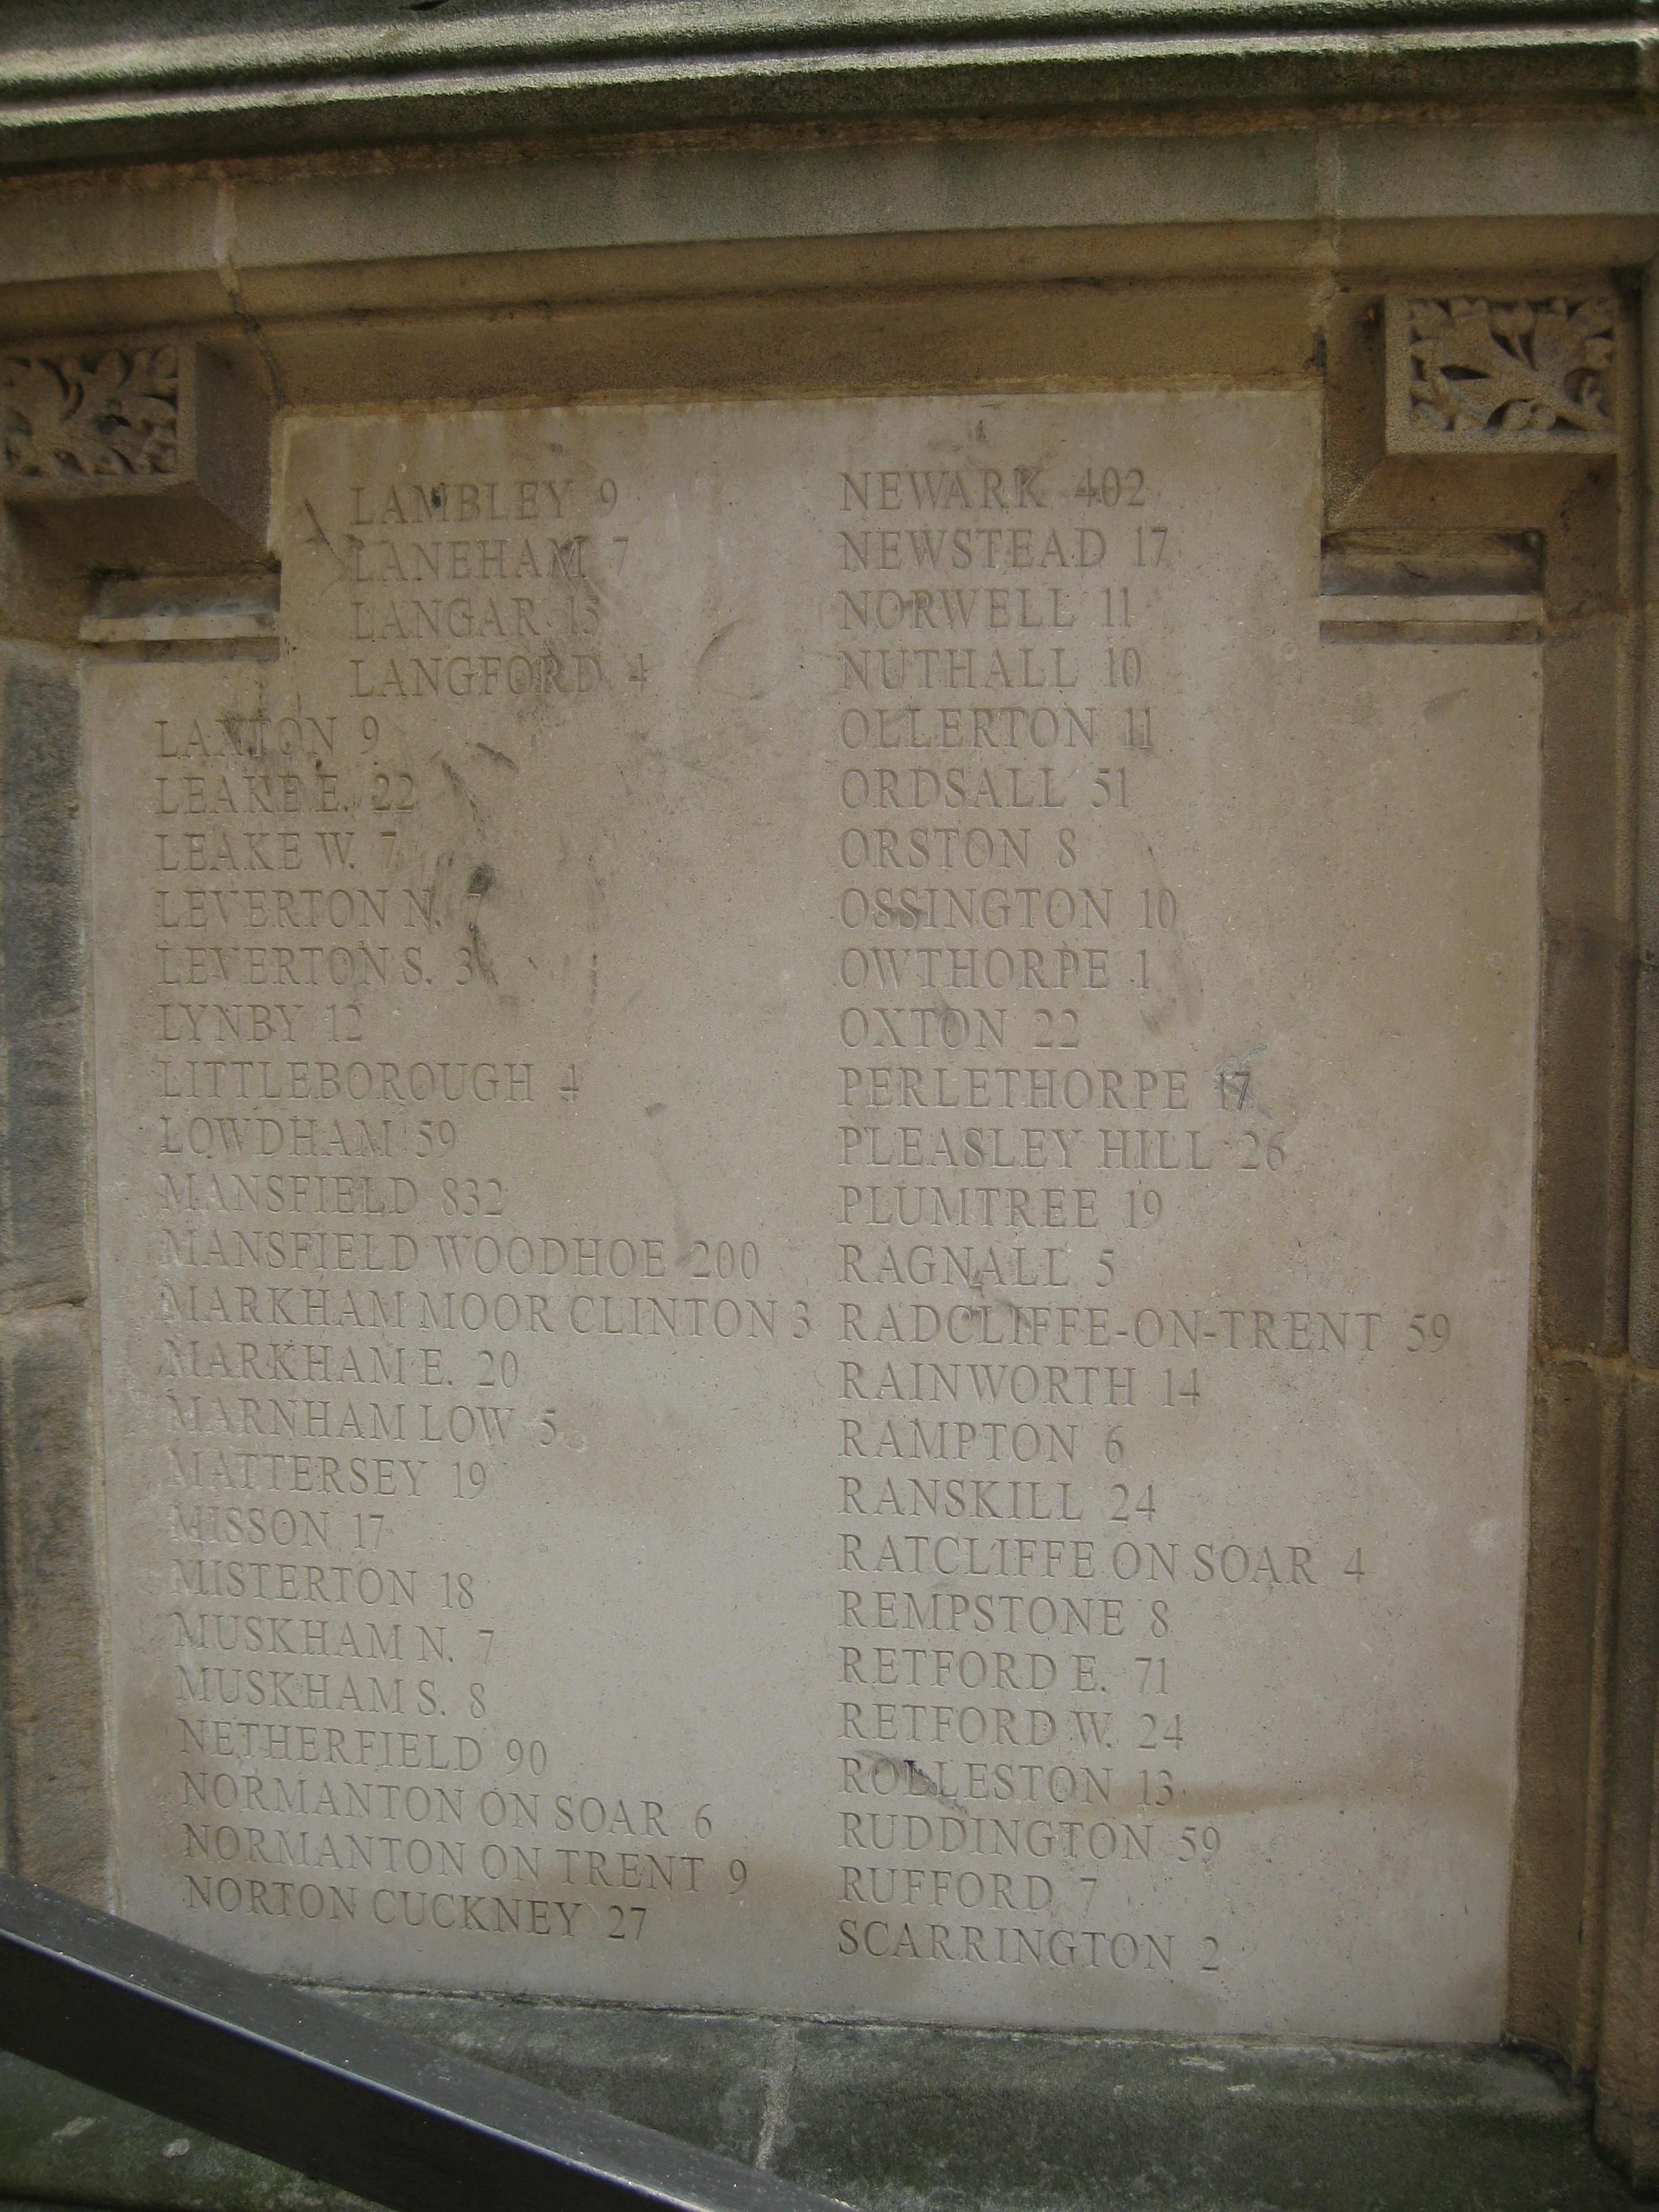 LAMBLEY 9
LANEHAM 7
LANGAR 15
LANGFORD 4
LAXTON 9
LEAKE E. 22
LEAKE W. 7
LEVERTON N. 7
LEVERTON S. 3
LYNBY 12
LITTLEBOROUGH 4
LOWDHAM 59
MANSFIELD 832
MANSFIELD WOODHOE 200
MARKHAM MOOR CLINTON 3
MARKHAM E. 20
MARNHAM LOW 5
MATTERSEY 19
MISSON 17
MISTERTON 18
MUSKHAM N. 7
MUSKHAM S. 8
NETHERFIELD 90
NORMANTON ON SOAR 6
NORMANTON ON TRENT 9
NORTON CUCKNEY 27
NEWARK 402
NEWSTEAD 17
NORWELL 11
NUTHALL 10
OLLERTON 11
ORDSALL 51
ORSTON 8
OSSINGTON 10
OWTHORPE 1
OXTON 22
PERLETHORPE 17
PLEASLEY HILL 26
PLUMTREE 19
RAGNALL 5
RADCLIFFE-ON-TRENT 59
RAINWORTH 14
RAMPTON 6
RANSKILL 24
RATCLIFFE ON SOAR 4
REMPSTONE 8
RETFORD E. 71
RETFORD W. 24
ROLLESTON 13
RUDDINGTON 59
RUFFORD 7
SCARRINGTON 2